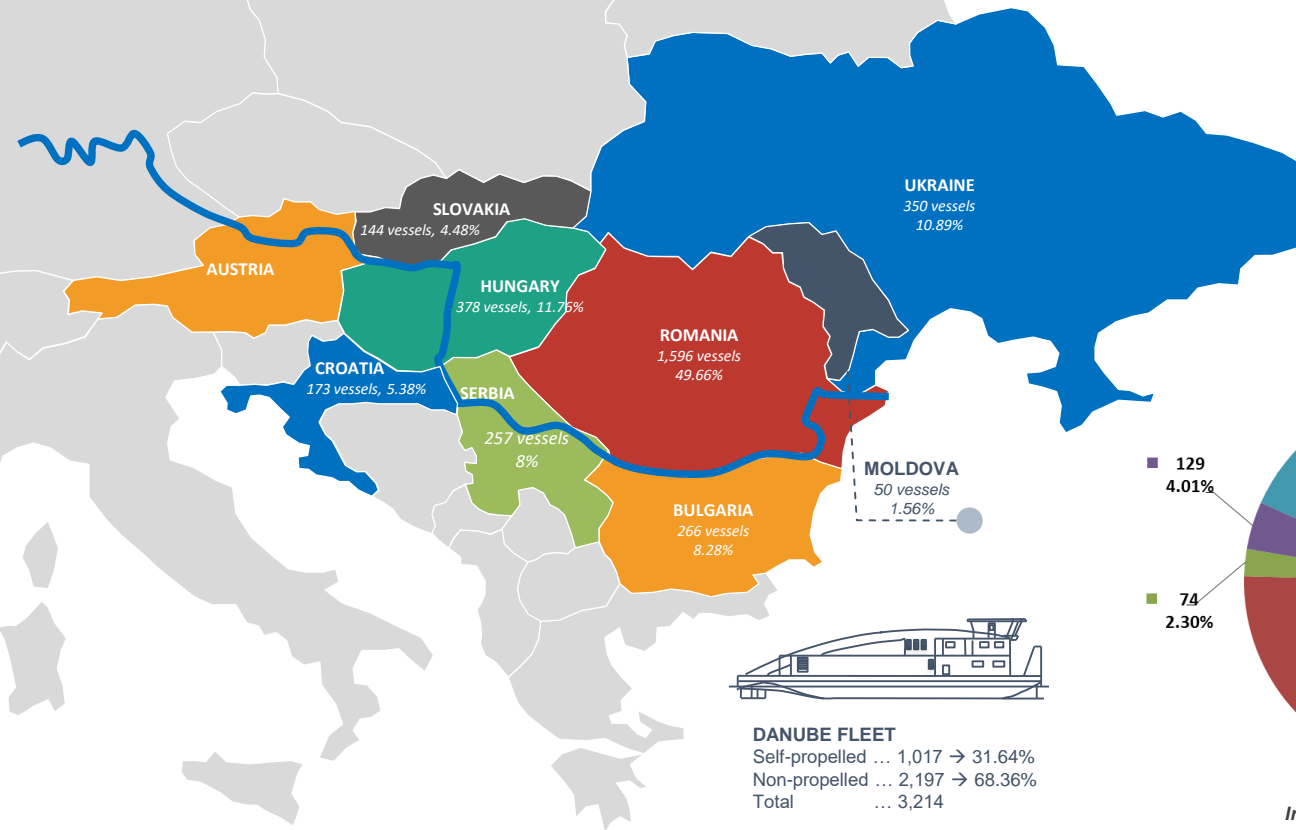 UKRAINE
350 vessels
10.89%
SLOVAKIA
144 vessels, 4.48%
AUSTRIA
HUNGARY
378 vessels, 11.76%
ROMANIA
1,596 vessels
49.66%
CROATIA
173 vessels, 5.38%
SERBIA
257 vessels
8%
MOLDOVA
50 vessels
1.56%
BULGARIA
266 vessels
8.28%
129
4.01%
74
2.30%
DANUBE FLEET
Self-propelled … 1,017 → 31.64%
Non-propelled … 2,197 → 68.36%
Total … 3,214